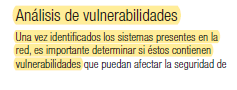 Análisis de vulnerabilidades
Una vez identificados los sistemas presentes en la
red, es importante determinar si éstos contienen
vulnerabilidades que puedan afectar la seguridad de